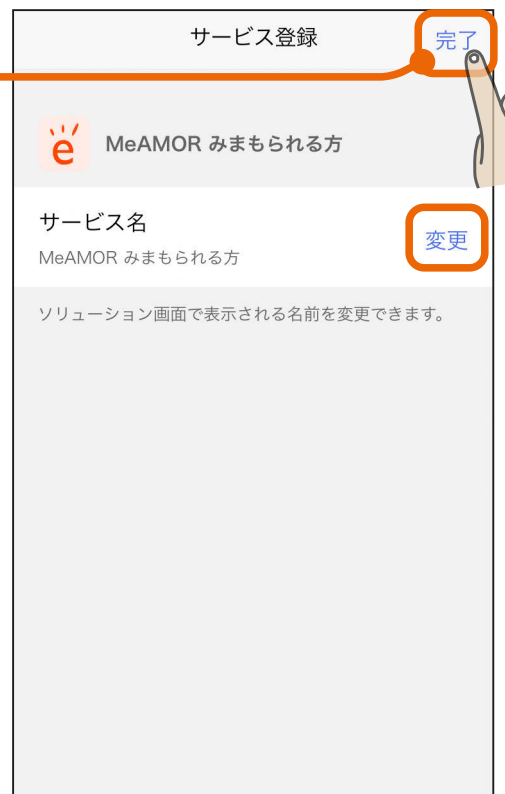 サービス登録
完了
e
MeAMOR みまもられる方
サービス名
MeAMOR みまもられる方
変更
ソリューション画面で表示される名前を変更できます。